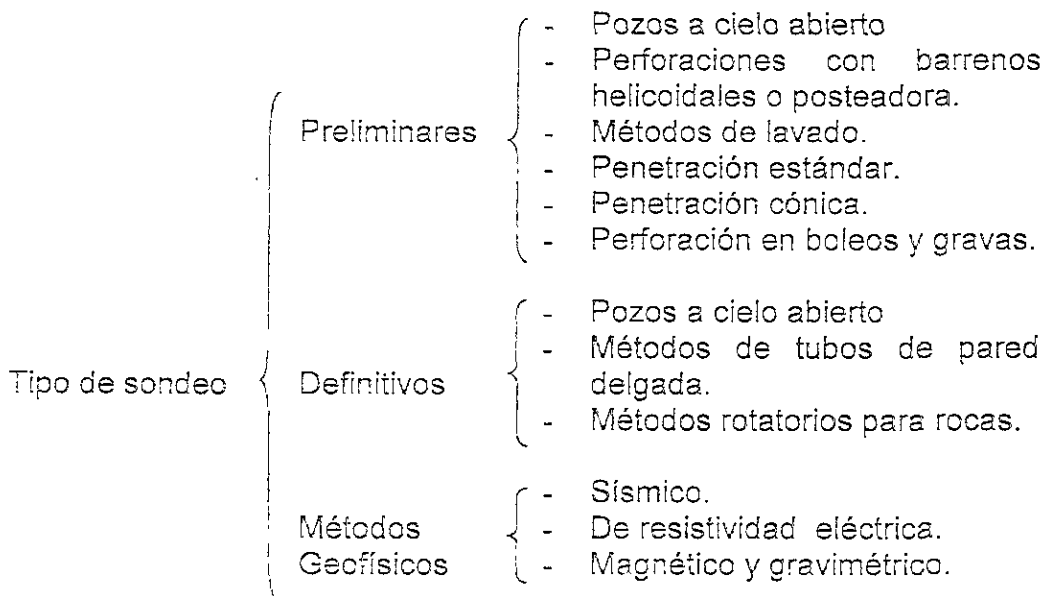 - Pozos a cielo abierto
- Perforaciones con barrenos
helicoidales o posteadora.
Preliminares
- Métodos de lavado.
- Penetración estándar.
- Penetración cónica.
- Perforación en boleos y gravas.
- Pozos a cielo abierto
- Métodos de tubos de pared
delgada.
Tipo de sondeo
Definitivos
- Métodos rotatorios para rocas.
- Sísmico.
Métodos
Geofísicos
- De resistividad eléctrica.
- Magnético y gravimétrico.